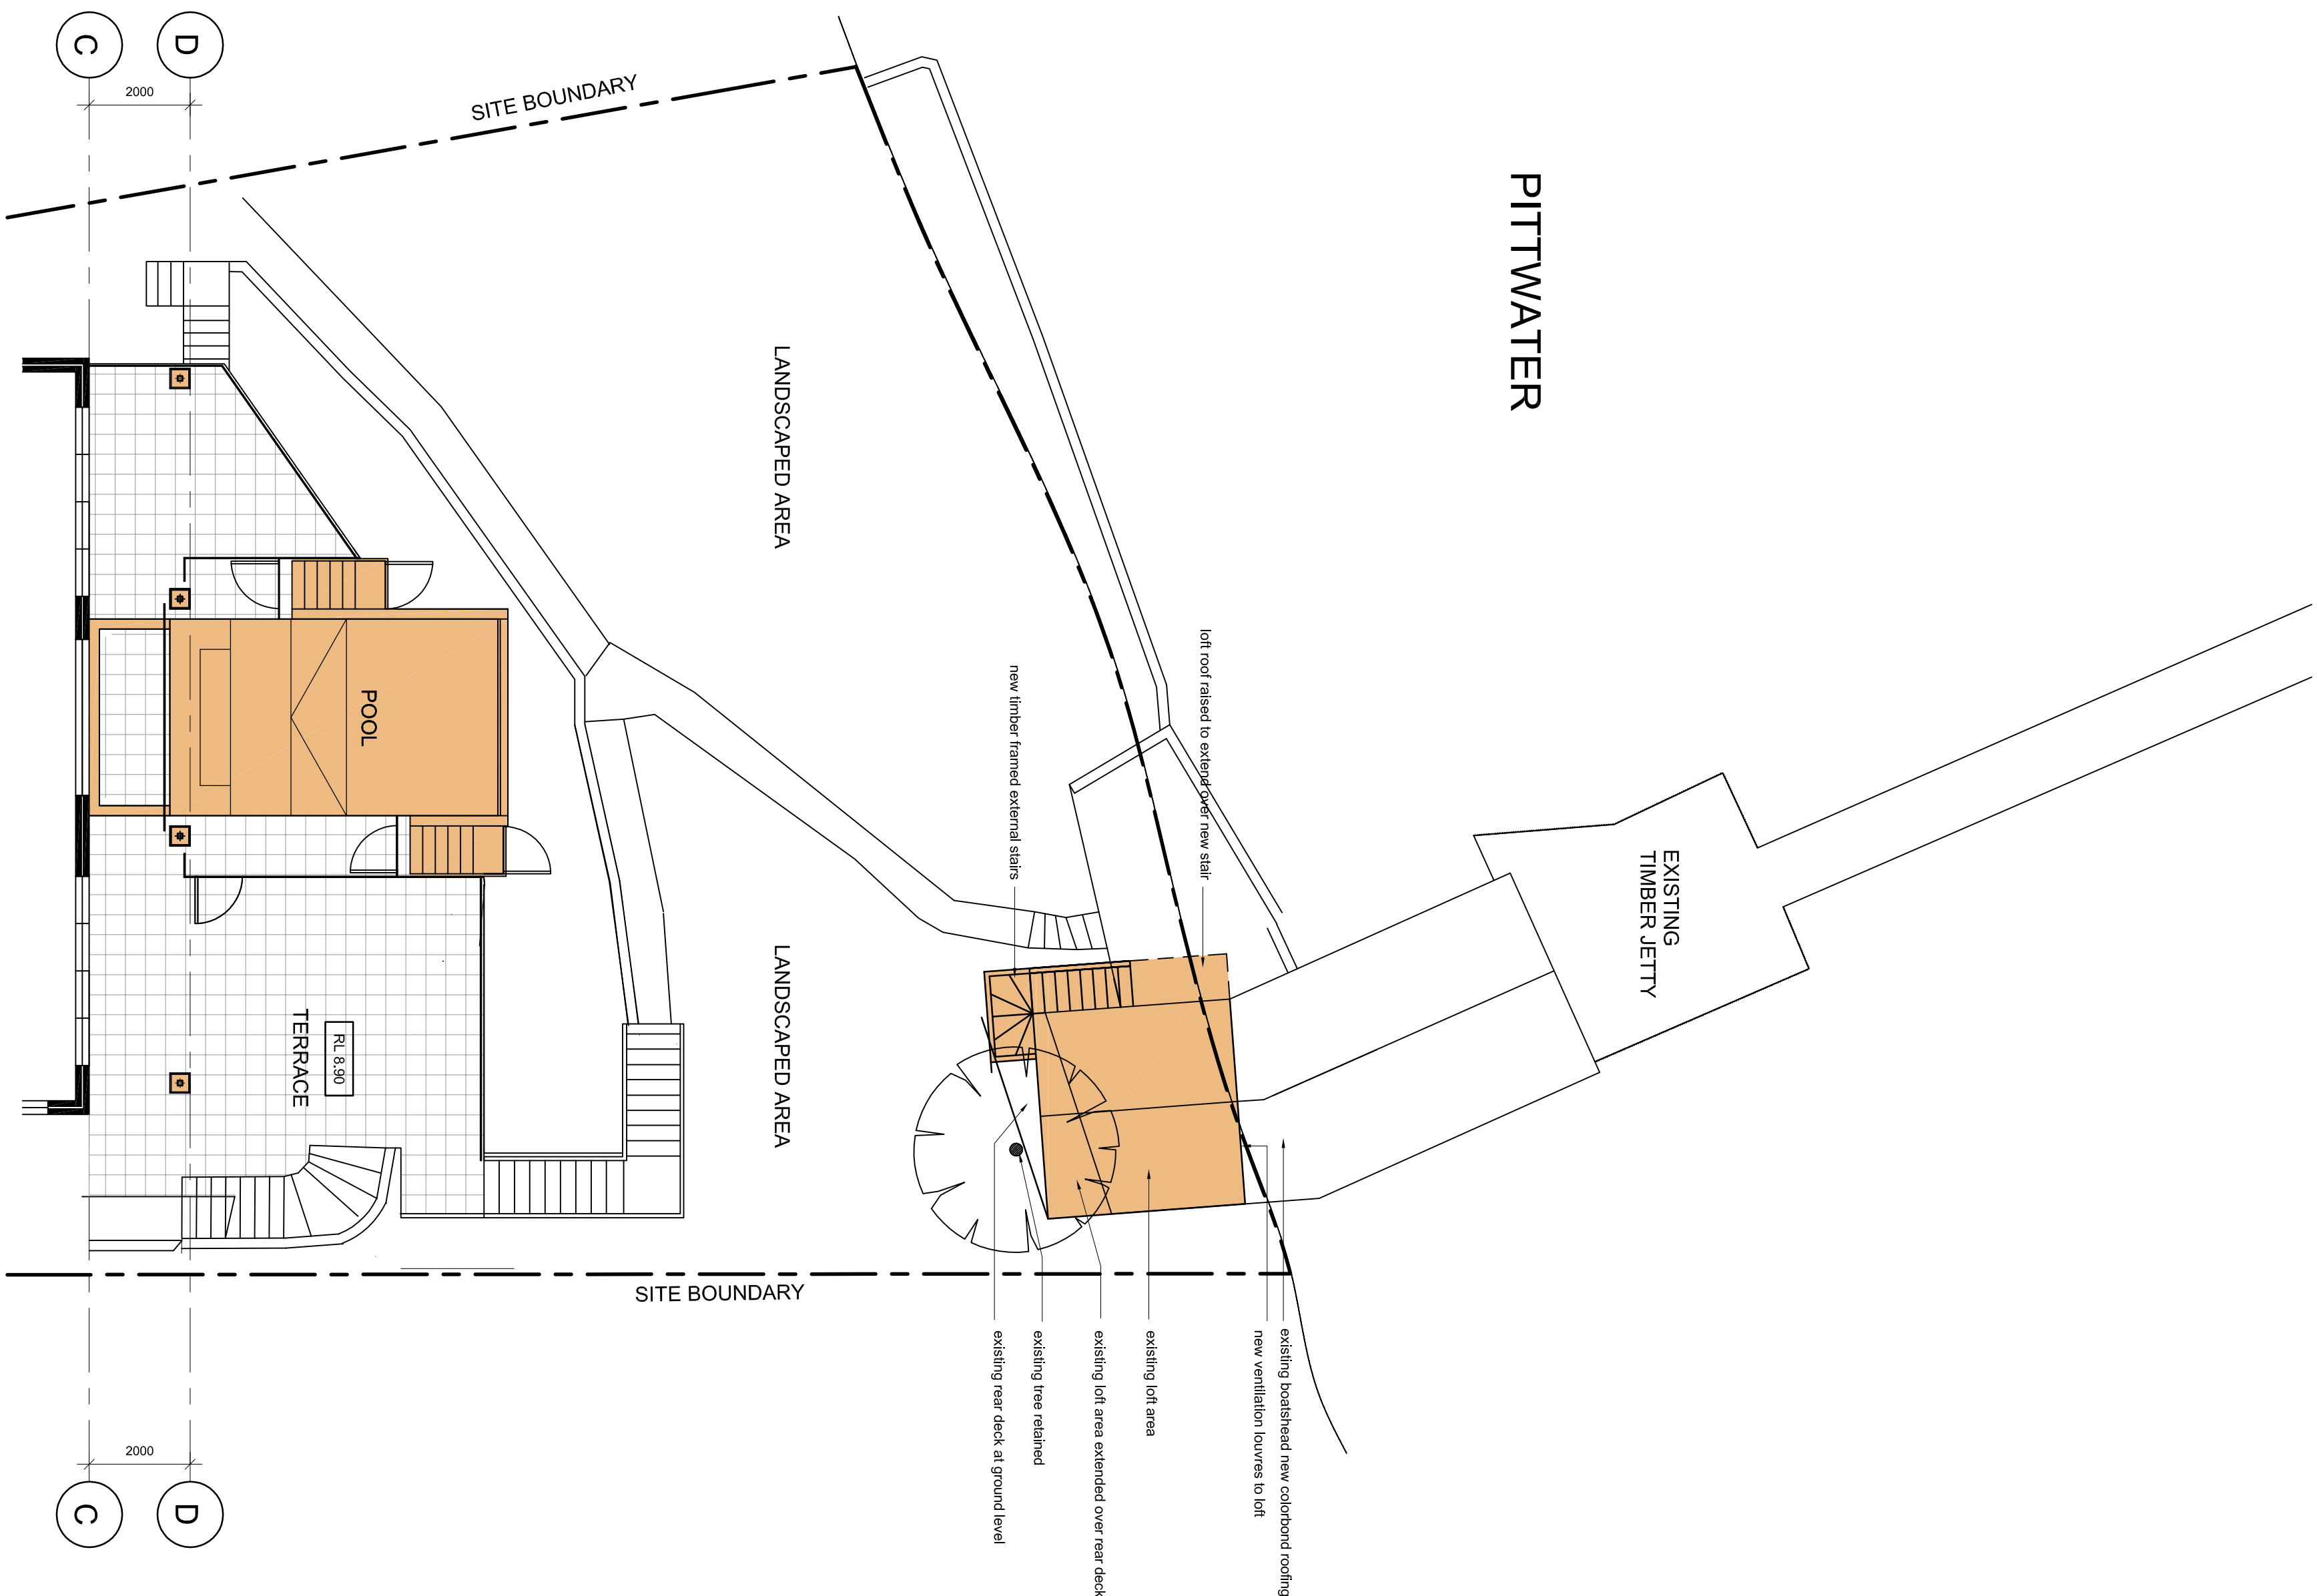 C
D
2000
SITE BOUNDARY
PITTWATER
LANDSCAPED AREA
loft roof raised to extend over new stair
new timber framed external stairs
POOL
EXISTING
TIMBER JETTY
LANDSCAPED AREA
TERRACE
RL 8.90
SITE BOUNDARY
existing rear deck at ground level
existing tree retained
existing loft area extended over rear deck
existing loft area
new ventilation louvres to loft
existing boatshead new colorbond roofing
2000
C
D